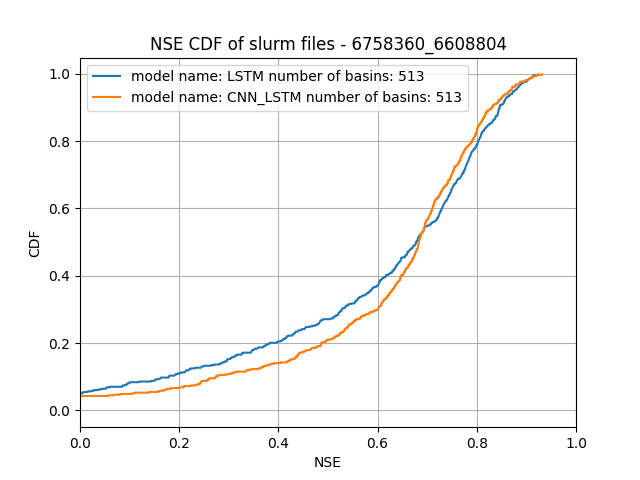 NSE CDF of slurm files - 6758360_6608804
model name: LSTM number of basins: 513
model name: CNN_LSTM number of basins: 513
1.0
0.8
0.6
0.4
0.2
0.0
CDF
0.0 0.2 0.4 0.6 0.8 1.0
NSE